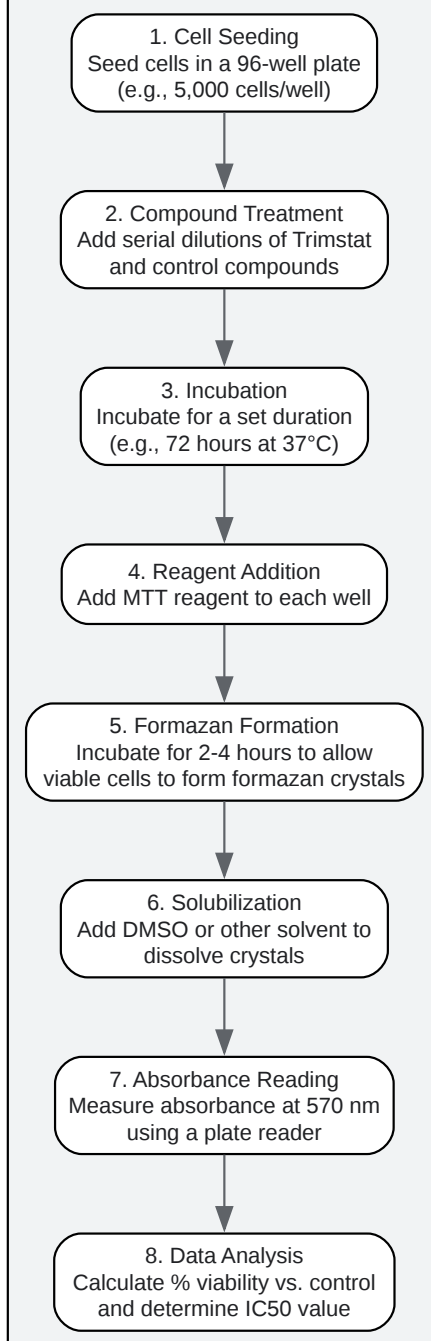 1. Cell Seeding
Seed cells in a 96-well plate
(e.g., 5,000 cells/well)
2. Compound Treatment
Add serial dilutions of Trimstat
and control compounds
3. Incubation
Incubate for a set duration
(e.g., 72 hours at 37°C)
4. Reagent Addition
Add MTT reagent to each well
5. Formazan Formation
Incubate for 2-4 hours to allow
viable cells to form formazan crystals
6. Solubilization
Add DMSO or other solvent to
dissolve crystals
7. Absorbance Reading
Measure absorbance at 570 nm
using a plate reader
8. Data Analysis
Calculate % viability vs. control
and determine IC50 value